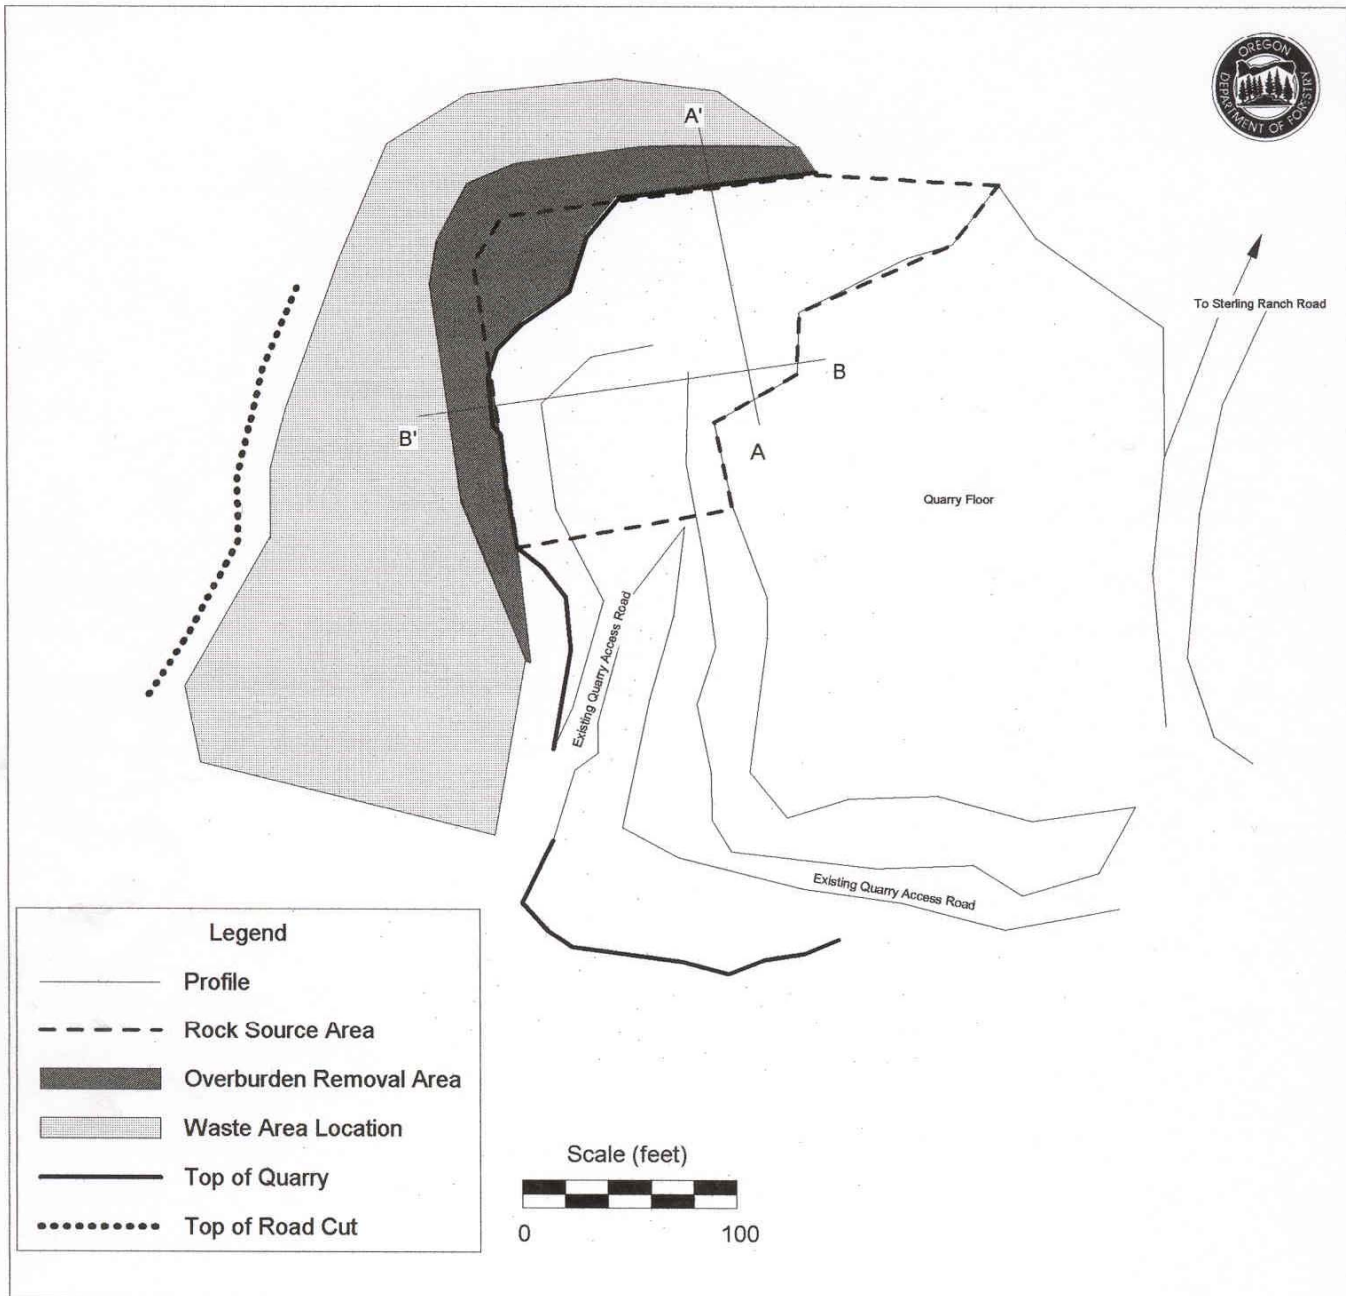 OREGON
DEPARTMENT OF FORESTRY
A'
To Sterling Ranch Road
B
B'
A
Quarry Floor
Existing Quarry Access Road
Existing Quarry Access Road
Legend
Profile
Rock Source Area
Overburden Removal Area
Waste Area Location
Top of Quarry
Top of Road Cut
Scale (feet)
0 100